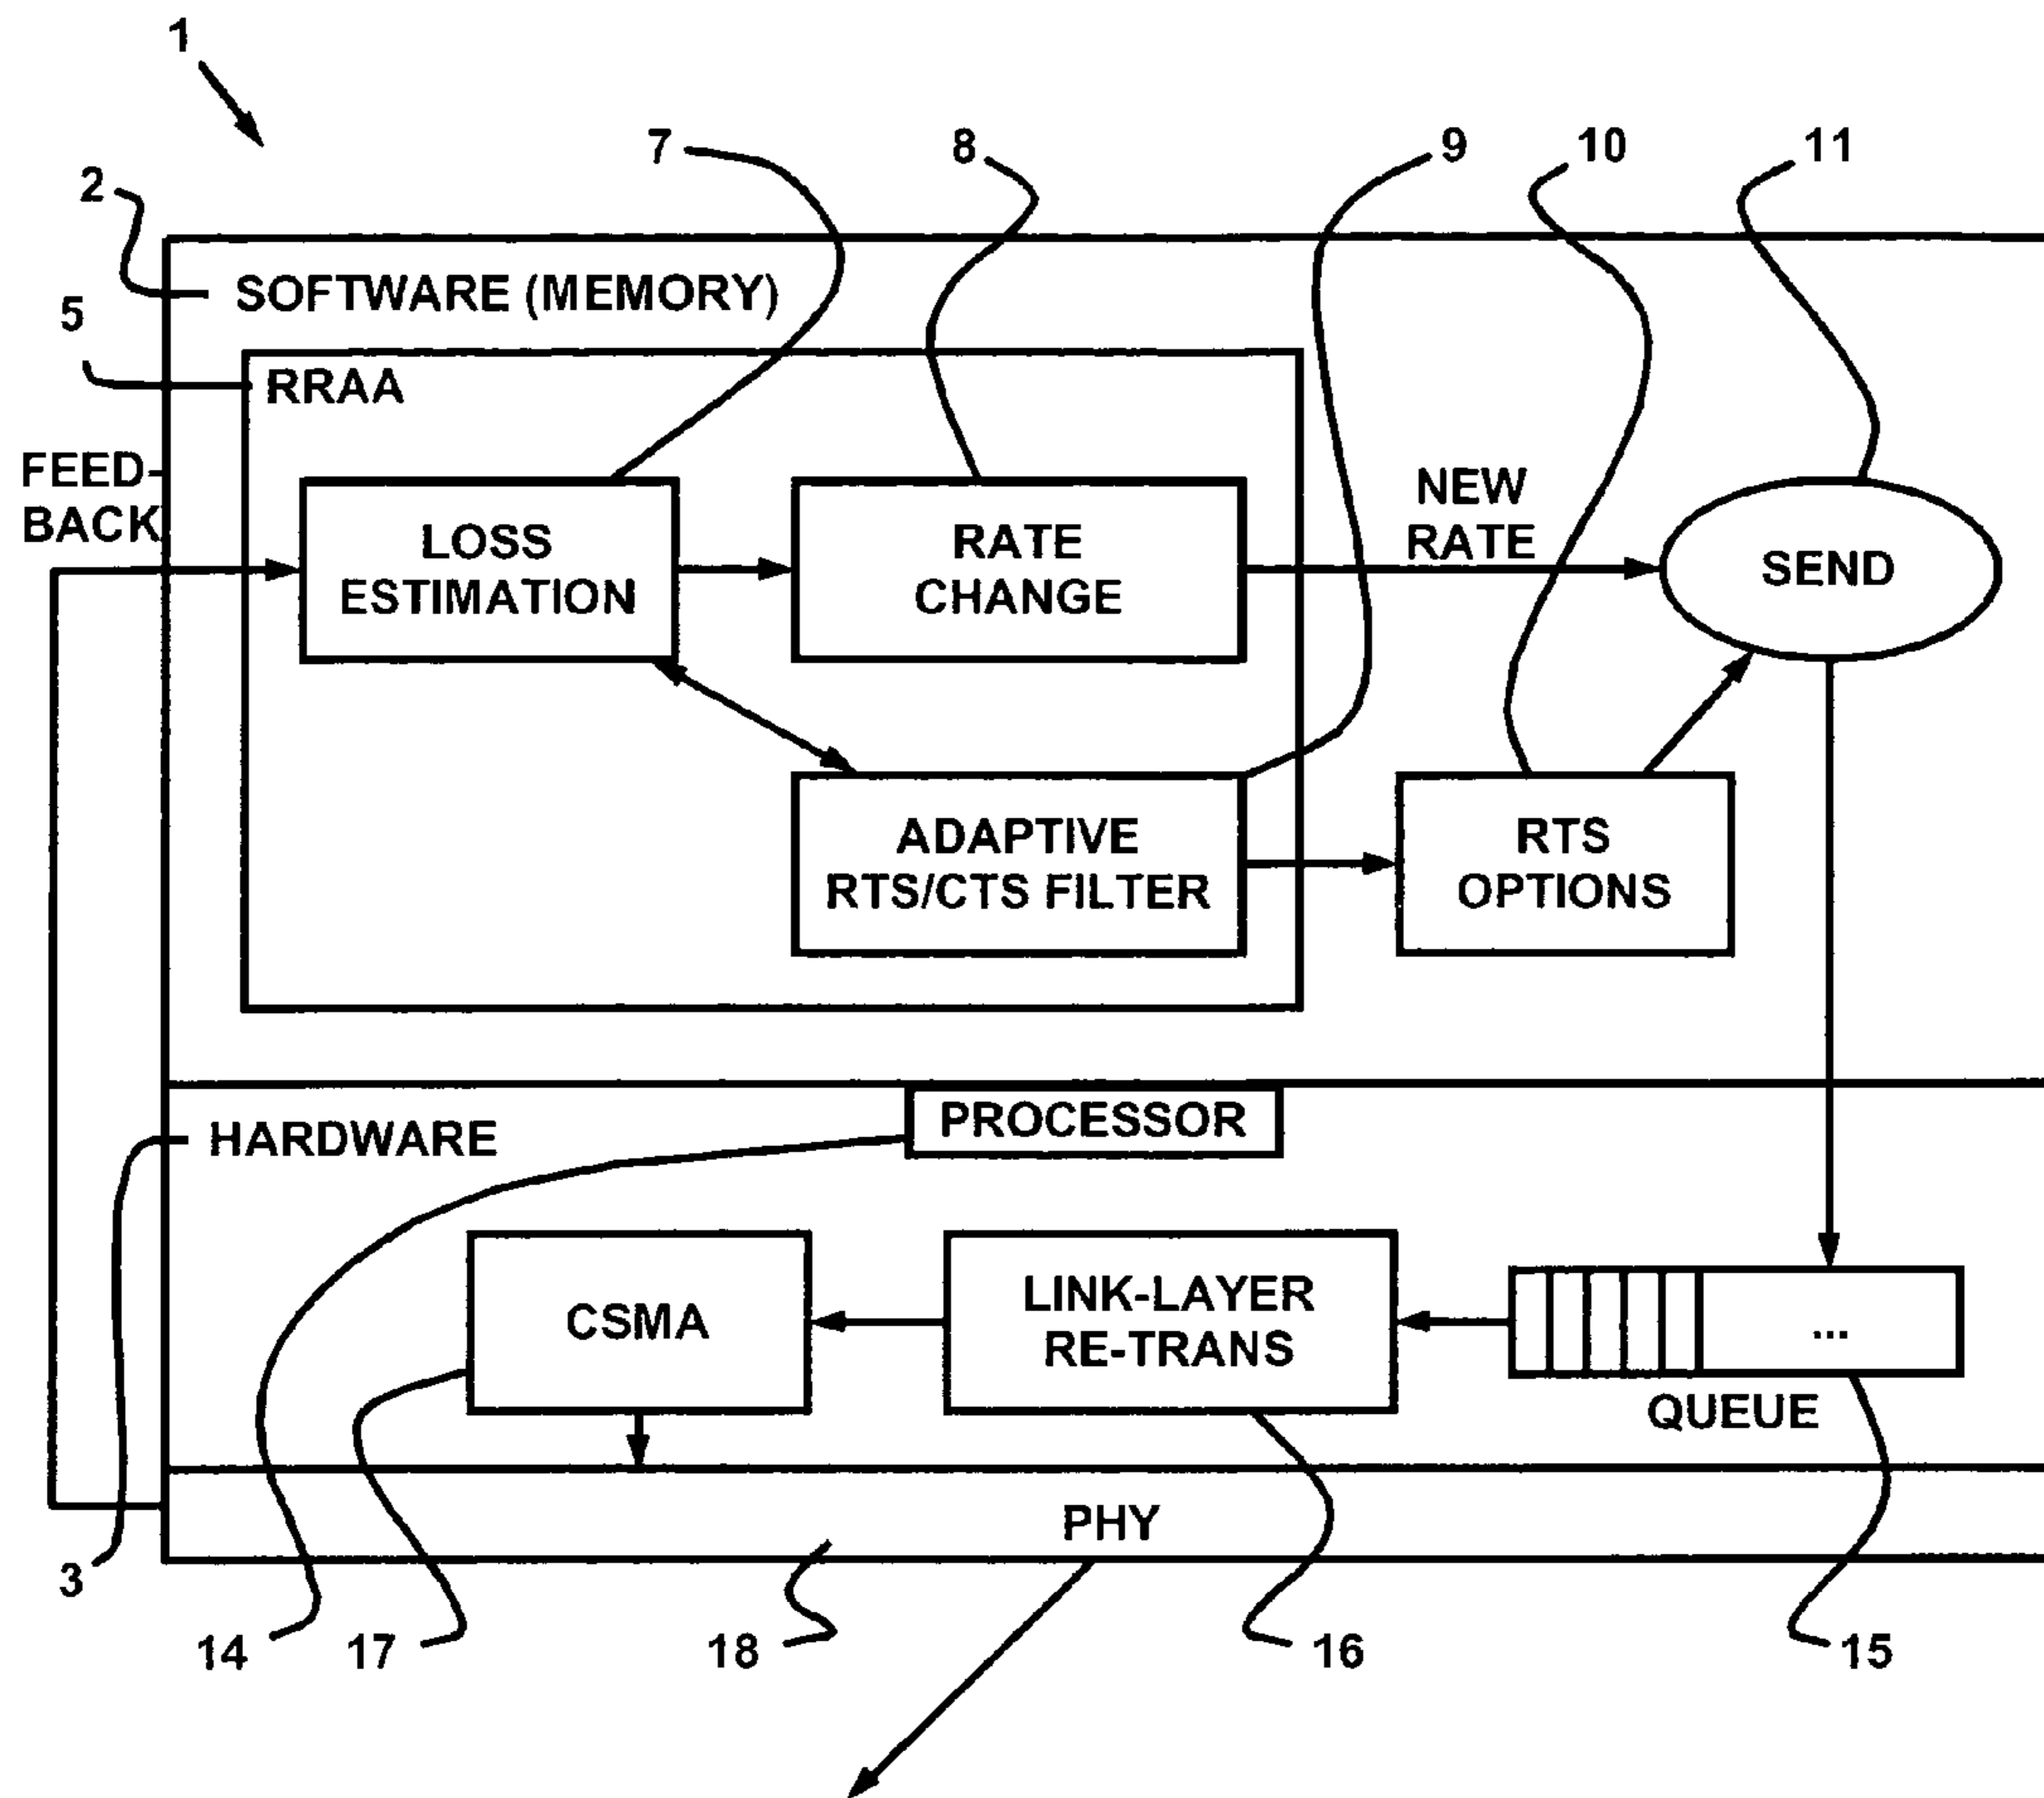 1
7
8
9
10
11
2
SOFTWARE (MEMORY)
5
RRAA
FEED-
BACK
LOSS
ESTIMATION
RATE
CHANGE
NEW
RATE
SEND
ADAPTIVE
RTS/CTS FILTER
RTS
OPTIONS
PROCESSOR
HARDWARE
CSMA
LINK-LAYER
RE-TRANS
...
QUEUE
PHY
3
14
17
18
16
15